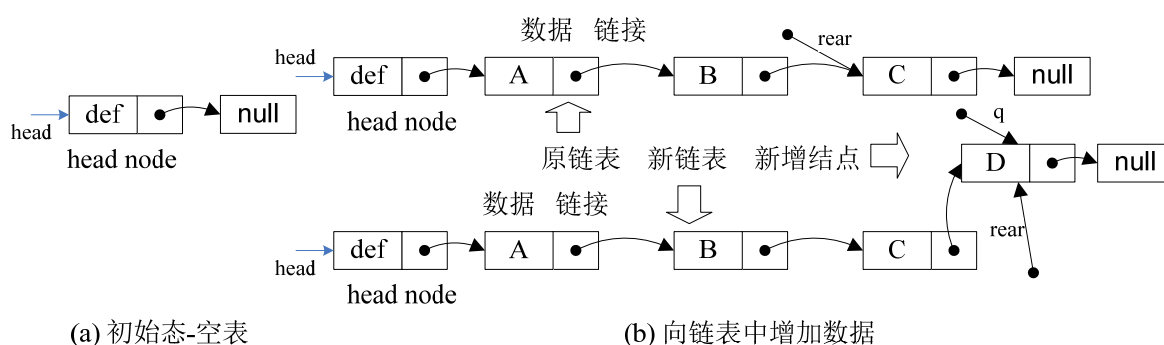 数据 链接
rear
head
def A B C null
head node
head
def null
head node
q
原链表 新链表 新增结点
D null
数据 链接
rear
def A B C
head
head node
(a) 初始态-空表
(b) 向链表中增加数据